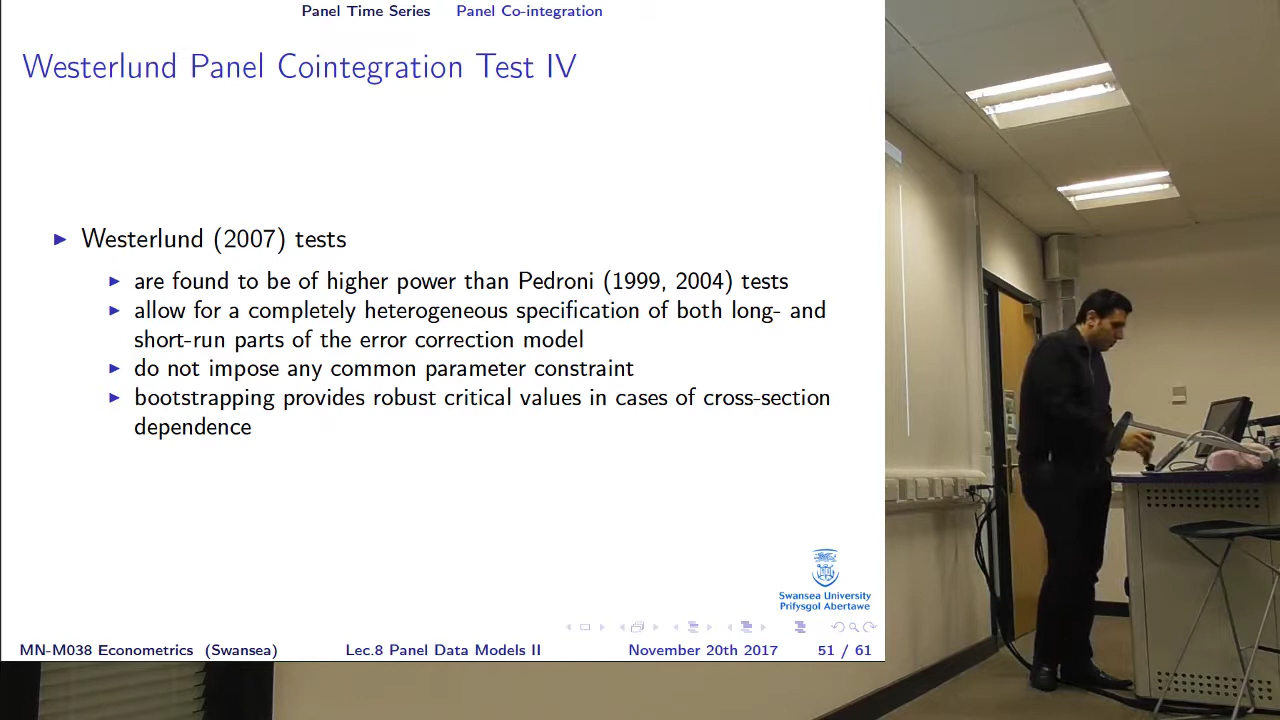 Panel Time Series Panel Co-integration
Westerlund Panel Cointegration Test IV
Westerlund (2007) tests
are found to be of higher power than Pedroni (1999, 2004) tests
allow for a completely heterogeneous specification of both long- and
short-run parts of the error correction model
do not impose any common parameter constraint
bootstrapping provides robust critical values in cases of cross-section
dependence
Swansea University
Prifysgol Abertawe
MN-M038 Econometrics (Swansea) Lec.8 Panel Data Models II November 20th 2017 51 / 61